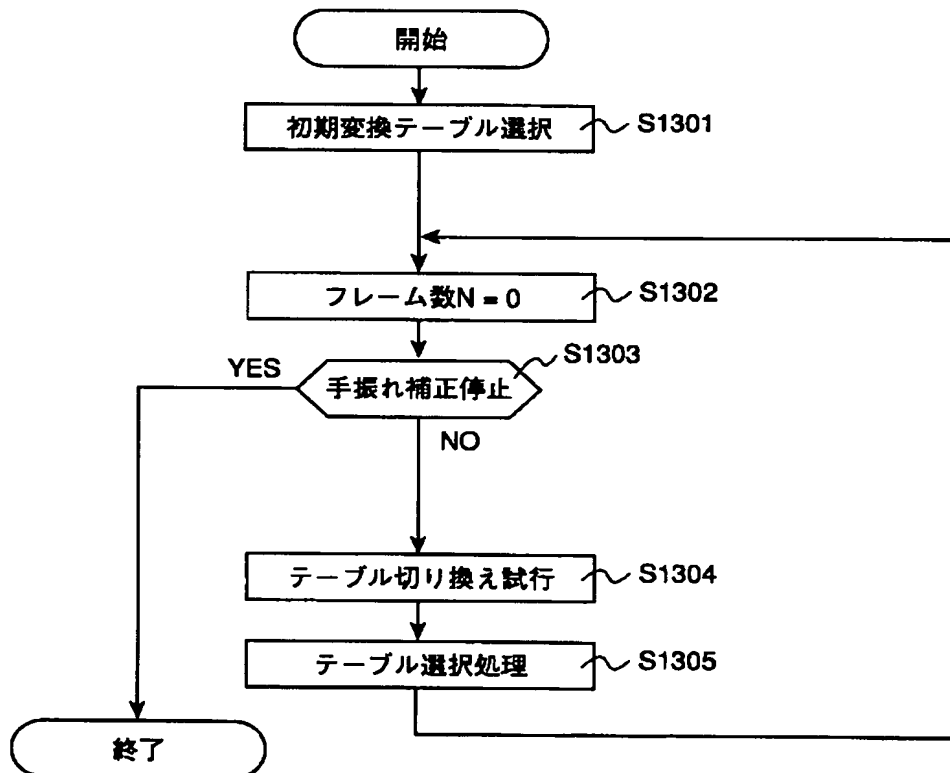 開始
初期変換テーブル選択
S1301
フレーム数N = 0
S1302
S1303
YES
手振れ補正停止
NO
テーブル切り換え試行
S1304
テーブル選択処理
S1305
終了